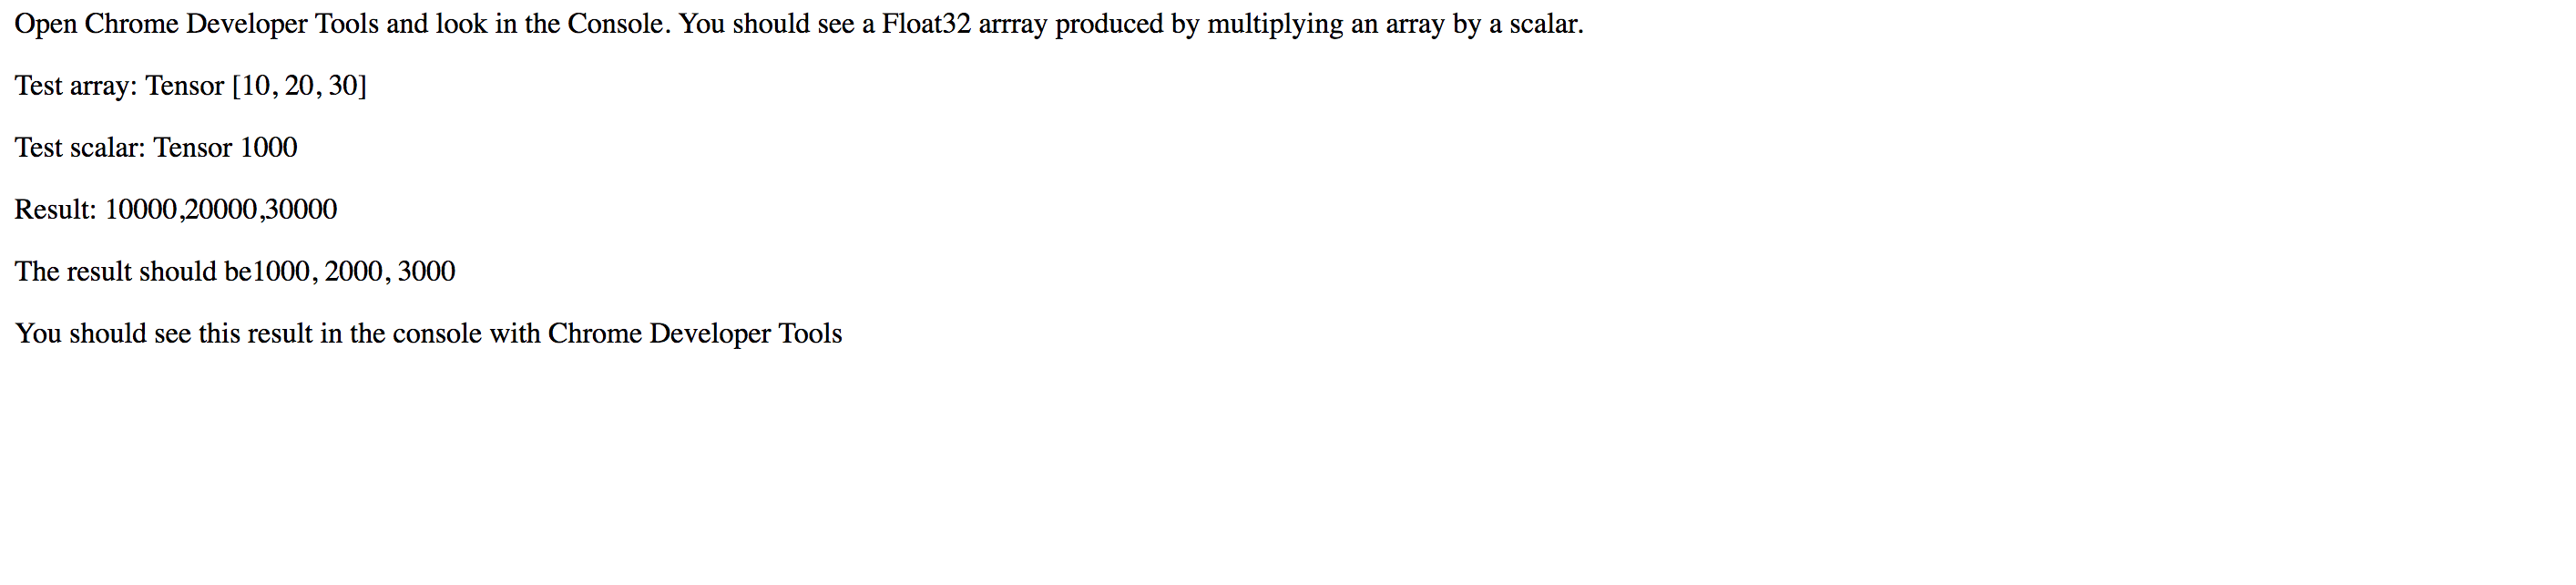 Open Chrome Developer Tools and look in the Console. You should see a Float32 arrray produced by multiplying an array by a scalar.
Test array: Tensor [10, 20, 30]
Test scalar: Tensor 1000
Result: 10000,20000,30000
The result should be1000, 2000, 3000
You should see this result in the console with Chrome Developer Tools